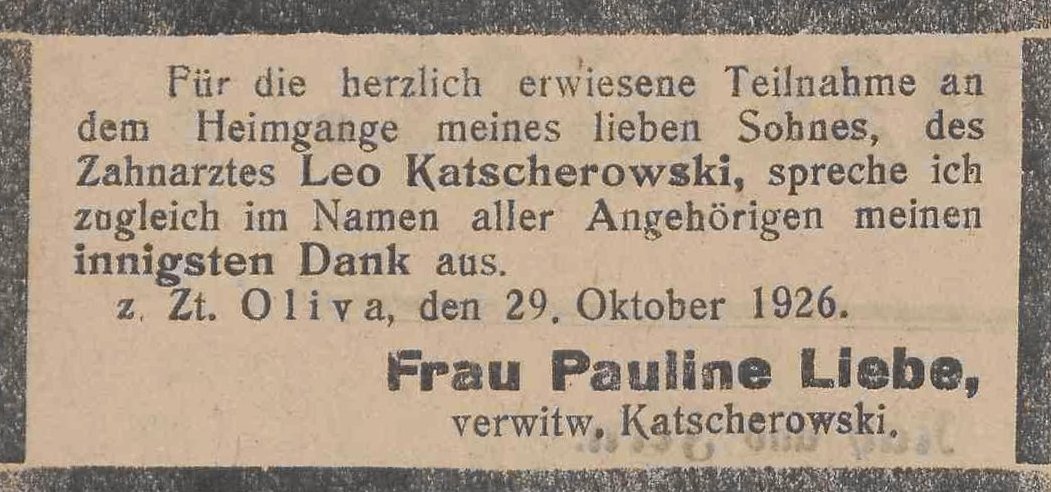 Für die herzlich erwiesene Teilnahme an
dem Heimgange meines lieben Sohnes, des
Zahnarztes Leo Katscherowski, spreche ich
zugleich im Namen aller Angehörigen meinen
innigsten Dank aus.
z. Zt. Oliva, den 29. Oktober 1926.
Frau Pauline Liebe,
verwitw. Katscherowski.